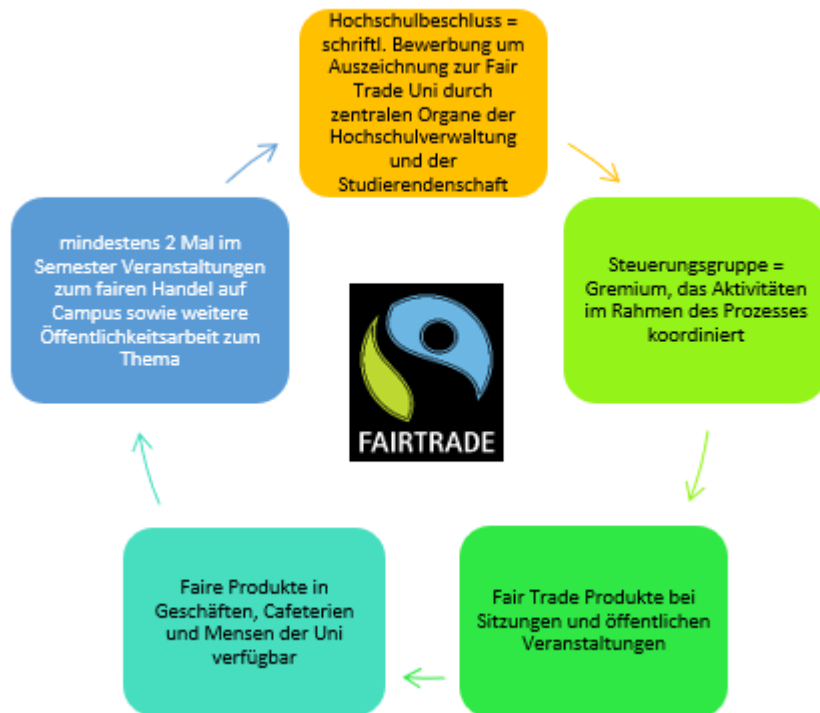 Hochschulbeschluss =
schriftl. Bewerbung um
Auszeichnung zur Fair
Trade Uni durch
zentralen Organe der
Hochschulverwaltung
und der
Studierendenschaft
Steuerungsgruppe =
Gremium, das Aktivitäten
im Rahmen des Prozesses
koordiniert
Fair Trade Produkte bei
Sitzungen und öffentlichen
Veranstaltungen
Faire Produkte in
Geschäften, Cafeterien
und Mensen der Uni
verfügbar
mindestens 2 Mal im
Semester Veranstaltungen
zum fairen Handel auf
Campus sowie weitere
Öffentlichkeitsarbeit zum
Thema
FAIRTRADE